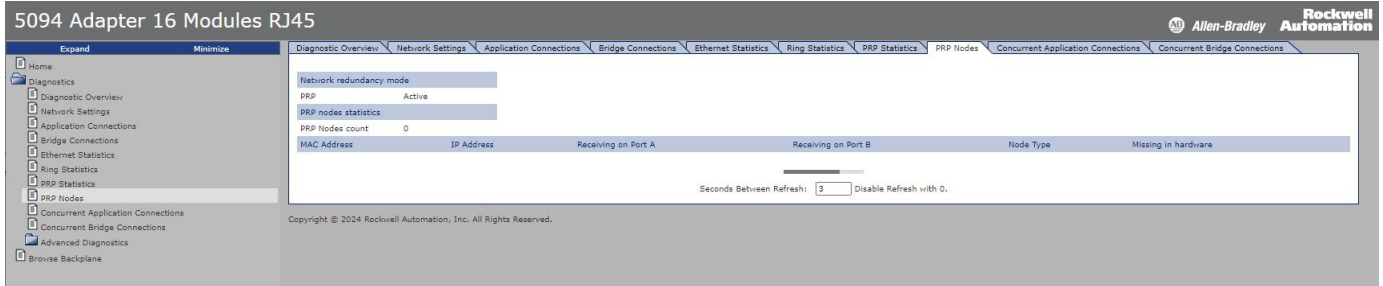 5094 Adapter 16 Modules RJ45
Allen-Bradley
Rockwell
Automation
Expand Minimize
Home
Diagnostics
Diagnostic Overview
Network Settings
Application Connections
Bridge Connections
Ethernet Statistics
Ring Statistics
PRP Statistics
PRP Nodes
Concurrent Application Connections
Concurrent Bridge Connections
Advanced Diagnostics
Browse Backplane
Diagnostic Overview Network Settings Application Connections Bridge Connections Ethernet Statistics Ring Statistics PRP Statistics PRP Nodes Concurrent Application Connections Concurrent Bridge Connections
Network redundancy mode
PRP Active
PRP nodes statistics
PRP Nodes count 0
MAC Address IP Address Receiving on Port A Receiving on Port B Node Type Missing in hardware
Seconds Between Refresh: 3 Disable Refresh with 0.
Copyright © 2024 Rockwell Automation, Inc. All Rights Reserved.